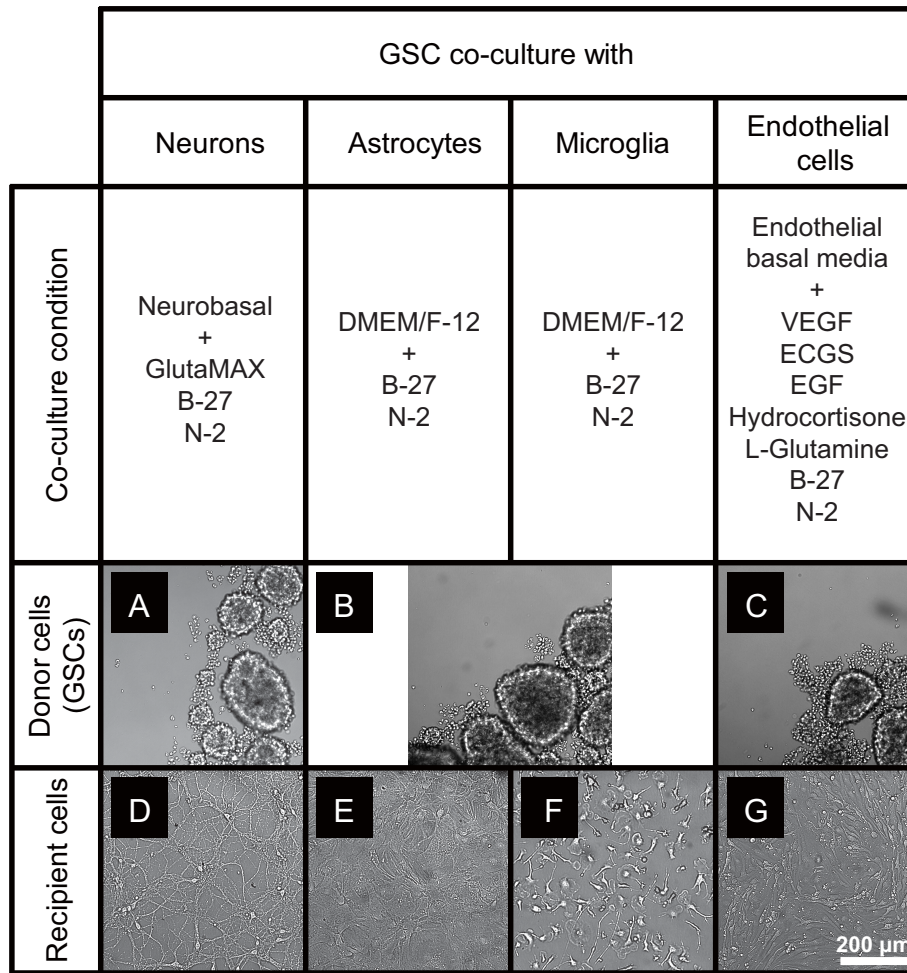 GSC co-culture with
Neurons
Astrocytes
Microglia
Endothelial
cells
Co-culture condition
Neurobasal
+
GlutaMAX
B-27
N-2
DMEM/F-12
+
B-27
N-2
DMEM/F-12
+
B-27
N-2
Endothelial
basal media
+
VEGF
ECGS
EGF
Hydrocortisone
L-Glutamine
B-27
N-2
Donor cells
(GSCs)
A
B
C
Recipient cells
D
E
F
G
200 µm